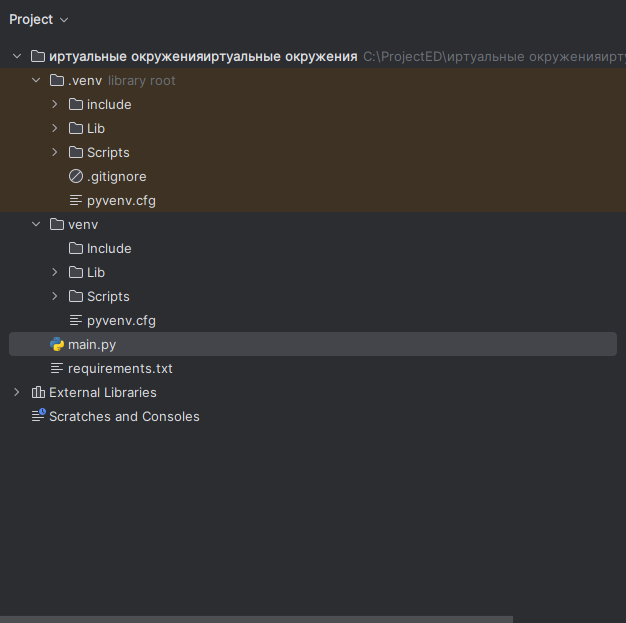 Project
иртуальные окруженияиртуальные окружения C:\ProjectED\иртуальные окруженияирту
.venv library root
include
Lib
Scripts
.gitignore
pyvenv.cfg
venv
Include
Lib
Scripts
pyvenv.cfg
main.py
requirements.txt
External Libraries
Scratches and Consoles